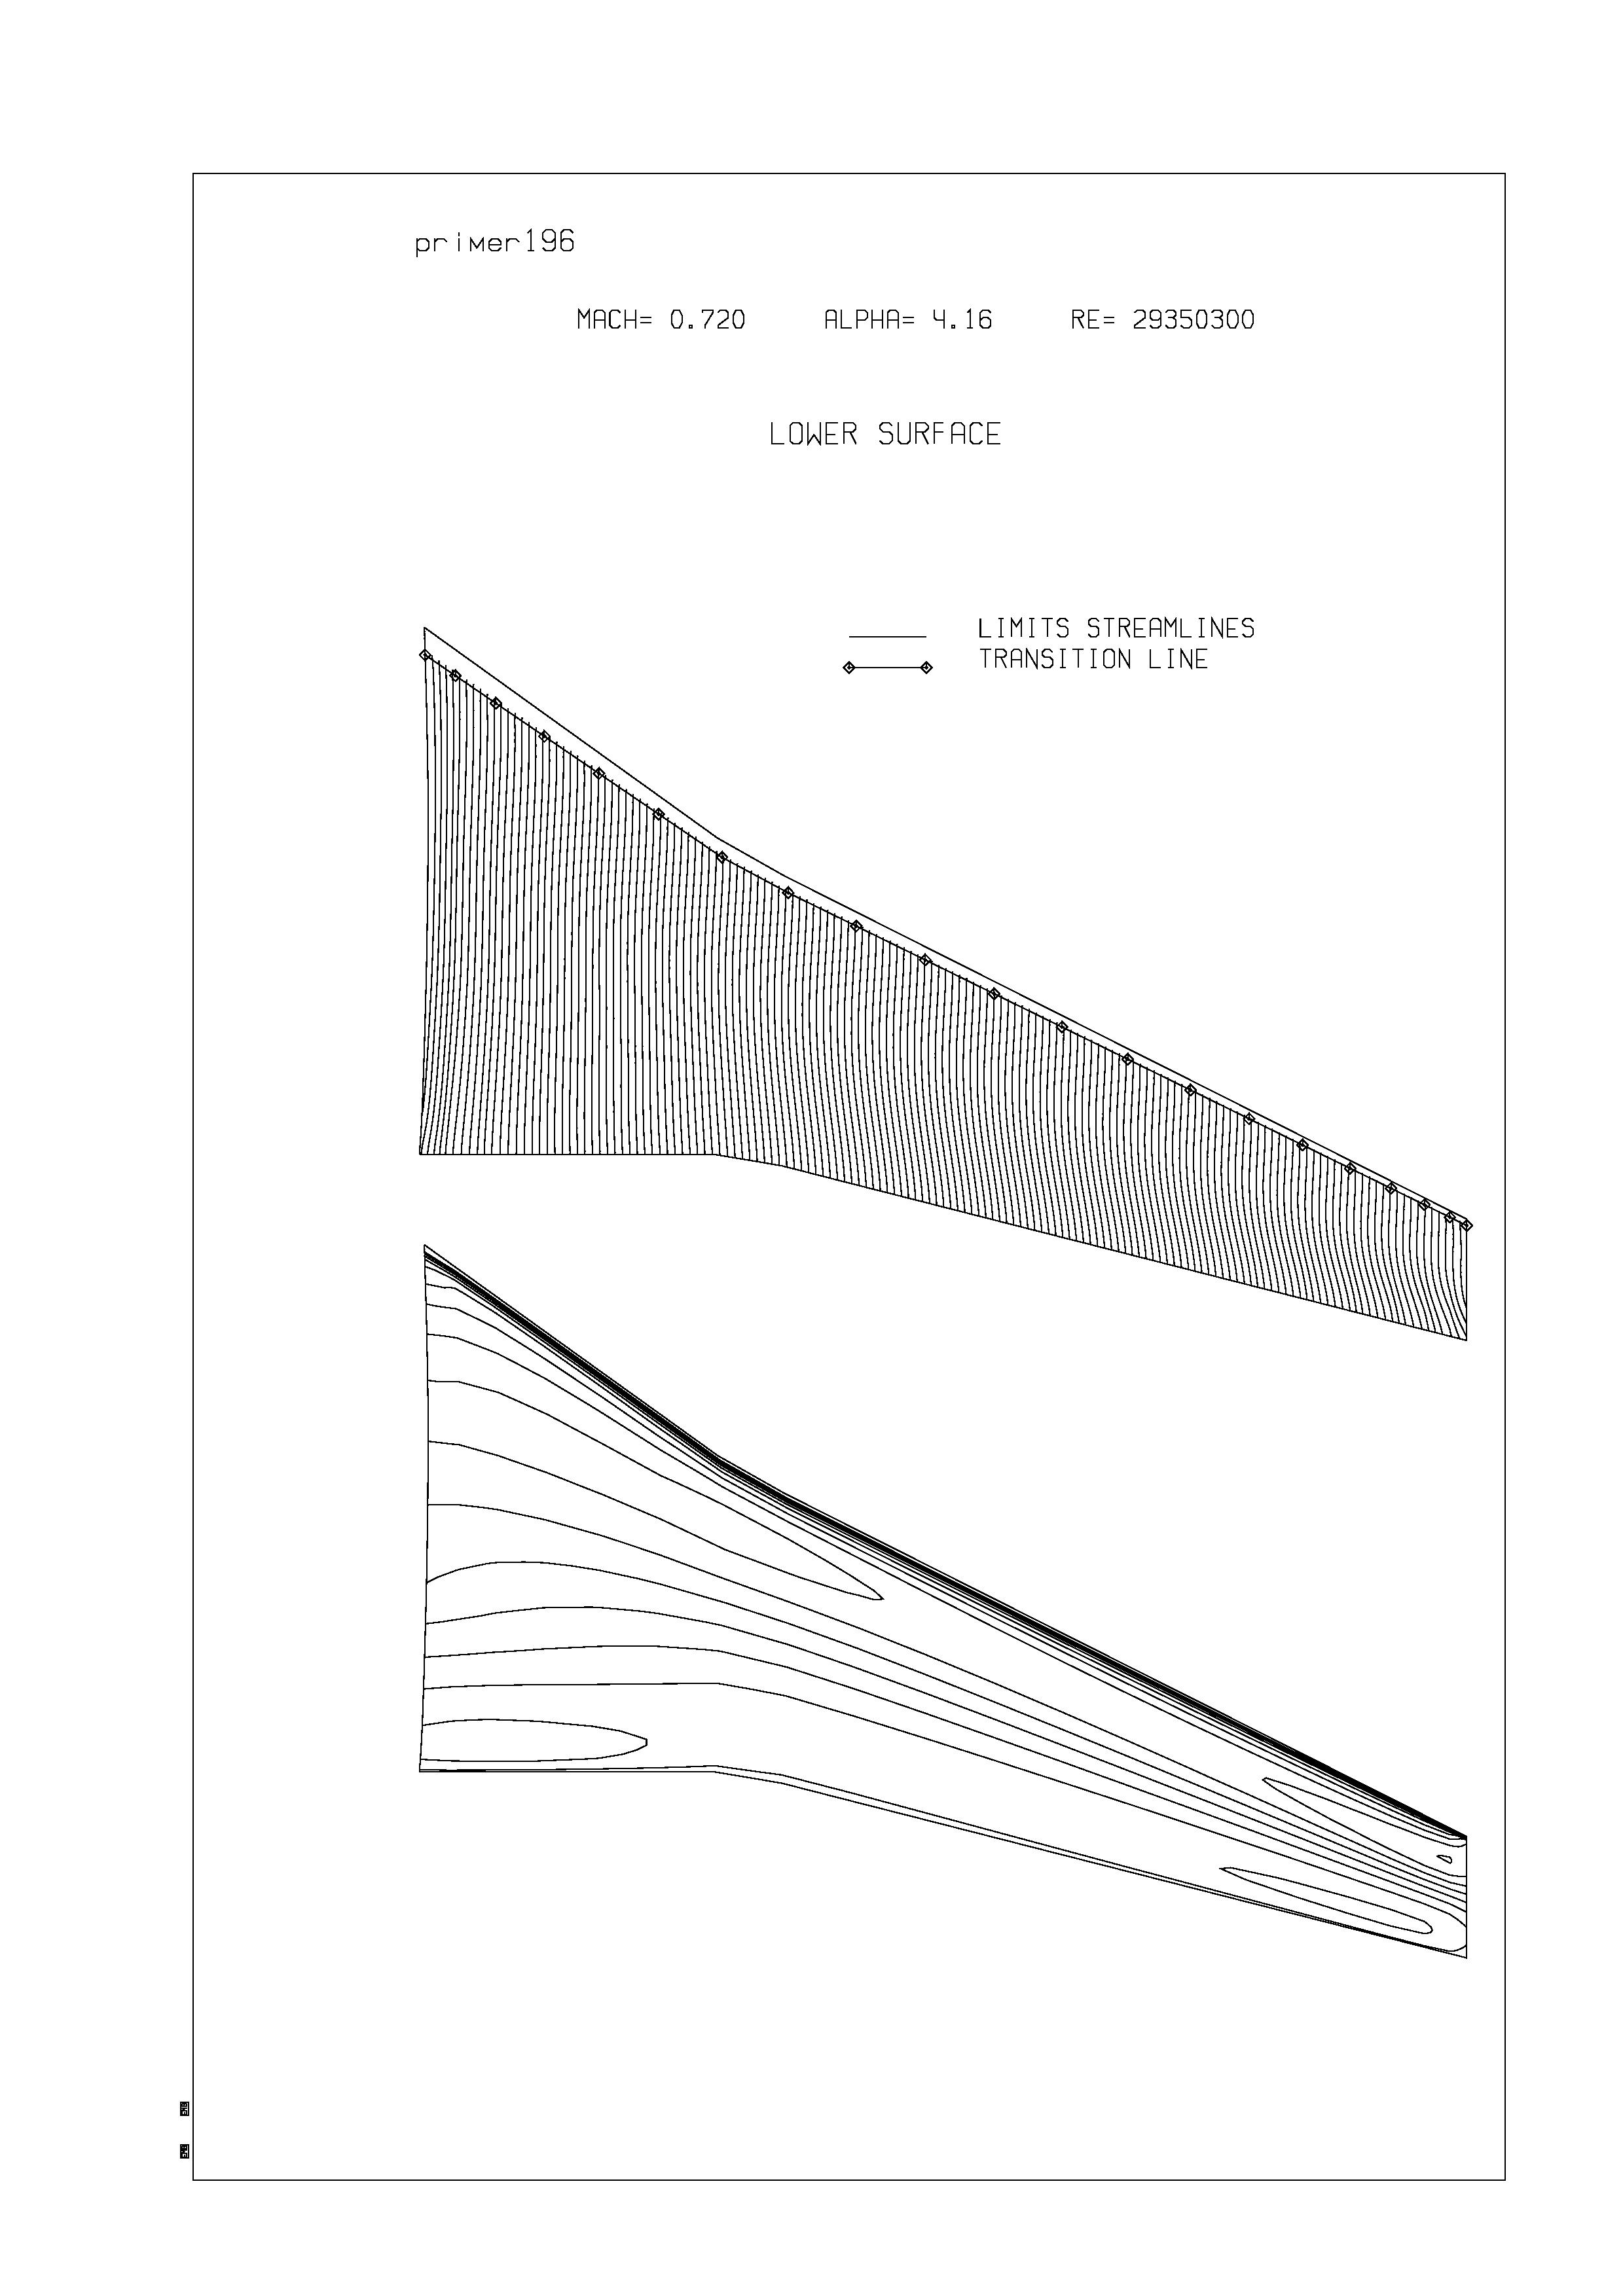 primer196
MACH= 0.720 ALPHA= 4.16 RE= 29350300
LOWER SURFACE
LIMITS STREAMLINES
TRANSITION LINE